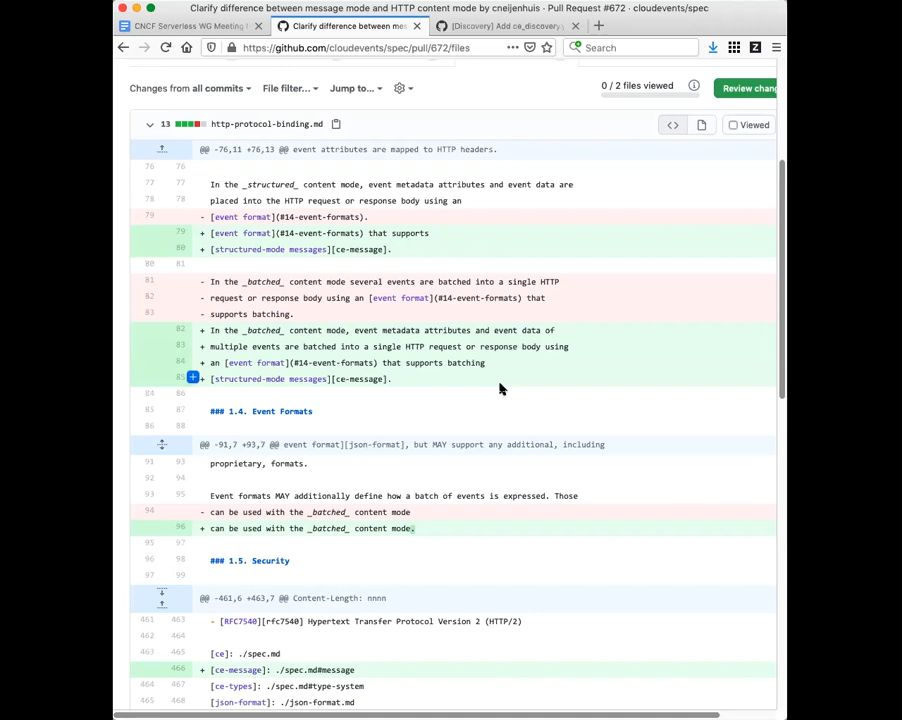 Clarify difference between message mode and HTTP content mode by cneijenhuis · Pull Request #672 · cloudevents/spec
CNCF Serverless WG Meeting
Clarify difference between mes
[Discovery] Add ce_discovery
https://github.com/cloudevents/spec/pull/672/files
Search
Changes from all commits
File filter...
Jump to...
0 / 2 files viewed
Review chang
13 http-protocol-binding.md
Viewed
@@ -76,11 +76,13 @@ event attributes are mapped to HTTP headers.
76 76
77 77 In the _structured_ content mode, event metadata attributes and event data are
78 78 placed into the HTTP request or response body using an
79 - [event format](#14-event-formats).
79 + [event format](#14-event-formats) that supports
80 + [structured-mode messages][ce-message].
80 81
81 - In the _batched_ content mode several events are batched into a single HTTP
82 - request or response body using an [event format](#14-event-formats) that
83 - supports batching.
82 + In the _batched_ content mode, event metadata attributes and event data of
83 + multiple events are batched into a single HTTP request or response body using
84 + an [event format](#14-event-formats) that supports batching
85 + [structured-mode messages][ce-message].
84 86
85 87 ### 1.4. Event Formats
86 88
@@ -91,7 +93,7 @@ event format][json-format], but MAY support any additional, including
91 93 proprietary, formats.
92 94
93 95 Event formats MAY additionally define how a batch of events is expressed. Those
94 - can be used with the _batched_ content mode
96 + can be used with the _batched_ content mode.
95 97
96 98 ### 1.5. Security
97 99
@@ -461,6 +463,7 @@ Content-Length: nnnn
461 463 - [RFC7540][rfc7540] Hypertext Transfer Protocol Version 2 (HTTP/2)
462 464
463 465 [ce]: ./spec.md
466 + [ce-message]: ./spec.md#message
464 467 [ce-types]: ./spec.md#type-system
465 468 [json-format]: ./json-format.md